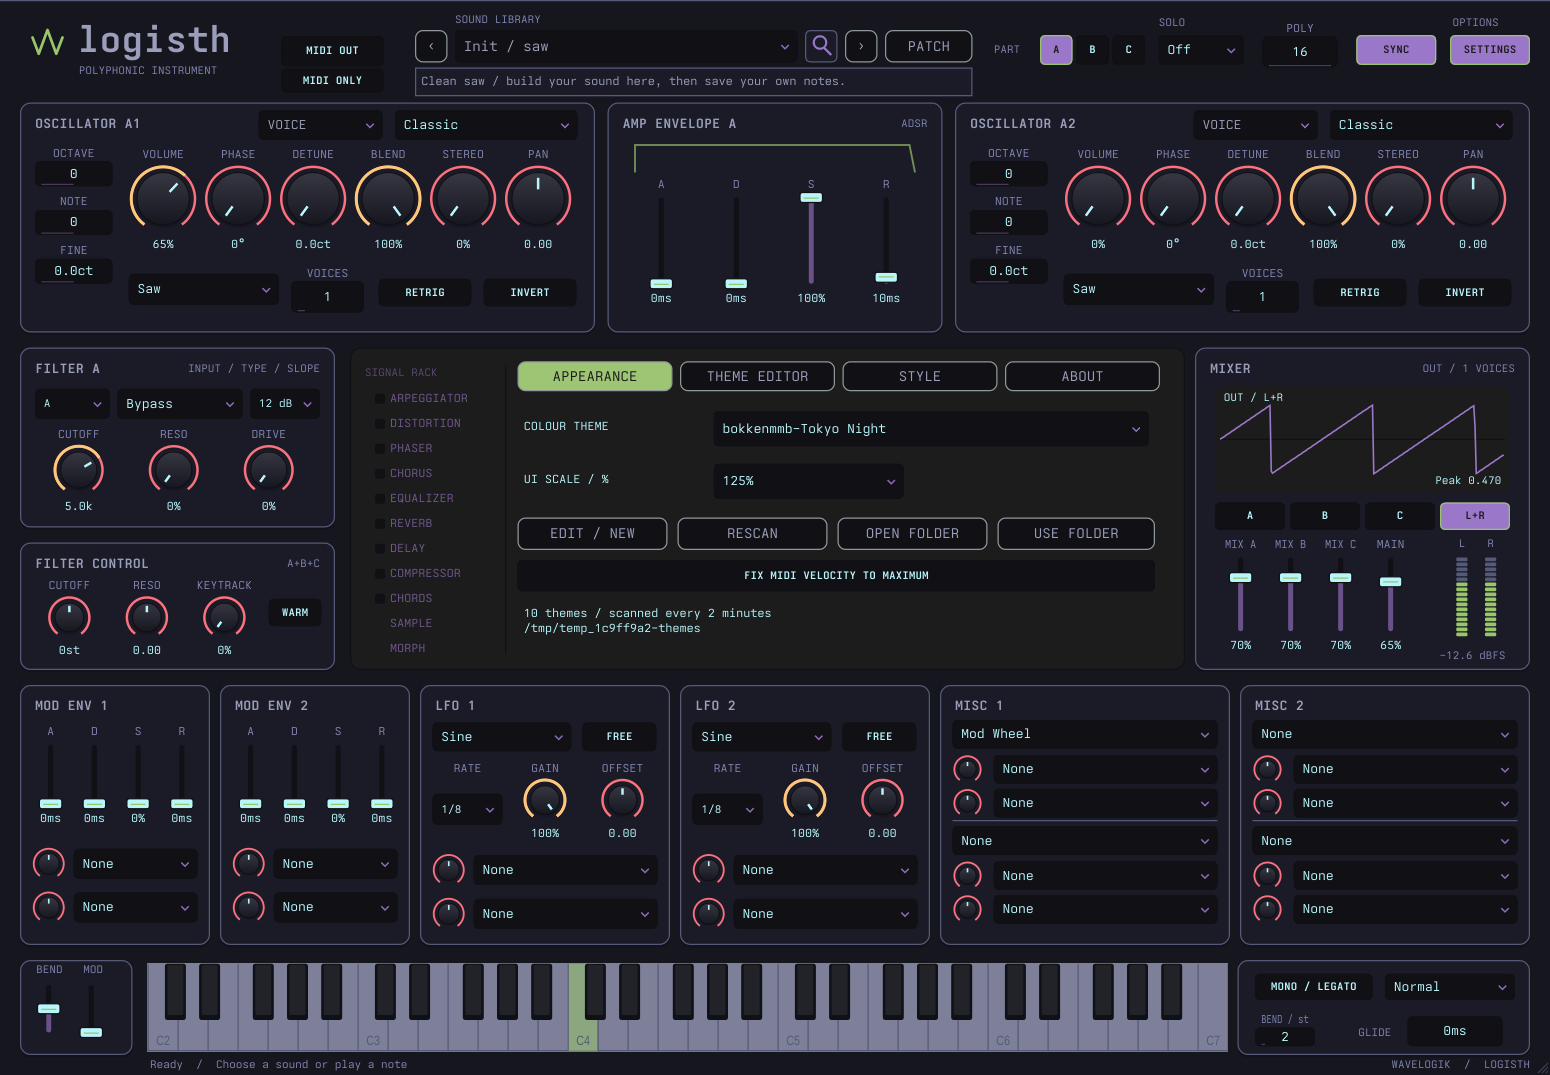 logisth
POLYPHONIC INSTRUMENT
MIDI OUT
MIDI ONLY
SOUND LIBRARY
‹ Init / saw › PATCH
Clean saw / build your sound here, then save your own notes.
PART A B C
SOLO
Off
POLY
16
SYNC
OPTIONS
SETTINGS
OSCILLATOR A1 VOICE Classic
OCTAVE VOLUME PHASE DETUNE BLEND STEREO PAN
0
NOTE
0
FINE 65% 0° 0.0ct 100% 0% 0.00
0.0ct
Saw VOICES 1 RETRIG INVERT
AMP ENVELOPE A ADSR
A D S R
0ms 0ms 100% 10ms
OSCILLATOR A2 VOICE Classic
OCTAVE VOLUME PHASE DETUNE BLEND STEREO PAN
0
NOTE
0
FINE 0% 0° 0.0ct 100% 0% 0.00
0.0ct
Saw VOICES 1 RETRIG INVERT
FILTER A INPUT / TYPE / SLOPE
A Bypass 12 dB
CUTOFF RESO DRIVE
5.0k 0% 0%
FILTER CONTROL A+B+C
CUTOFF RESO KEYTRACK
WARM
0st 0.00 0%
SIGNAL RACK
ARPEGGIATOR
DISTORTION
PHASER
CHORUS
EQUALIZER
REVERB
DELAY
COMPRESSOR
CHORDS
SAMPLE
MORPH
APPEARANCE THEME EDITOR STYLE ABOUT
COLOUR THEME bokkenmmb-Tokyo Night
UI SCALE / % 125%
EDIT / NEW RESCAN OPEN FOLDER USE FOLDER
FIX MIDI VELOCITY TO MAXIMUM
10 themes / scanned every 2 minutes
/tmp/temp_1c9ff9a2-themes
MIXER OUT / 1 VOICES
OUT / L+R
Peak 0.470
A B C L+R
MIX A MIX B MIX C MAIN L R
70% 70% 70% 65%
-12.6 dBFS
MOD ENV 1
A D S R
0ms 0ms 0% 0ms
None
None
MOD ENV 2
A D S R
0ms 0ms 0% 0ms
None
None
LFO 1
Sine FREE
RATE GAIN OFFSET
1/8
100% 0.00
None
None
LFO 2
Sine FREE
RATE GAIN OFFSET
1/8
100% 0.00
None
None
MISC 1
Mod Wheel
None
None
None
None
None
MISC 2
None
None
None
None
None
None
BEND MOD
C2 C3 C4 C5 C6 C7
MONO / LEGATO Normal
BEND / st
2
GLIDE 0ms
Ready / Choose a sound or play a note
WAVELOGIK / LOGISTH